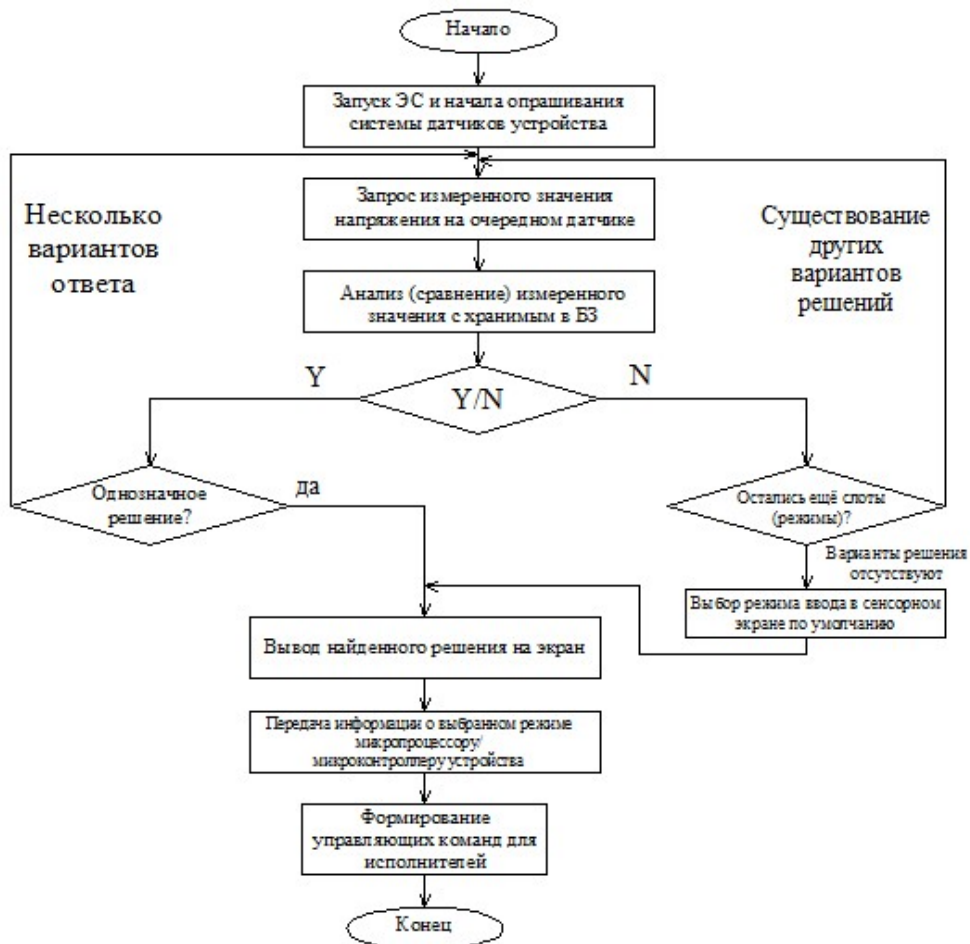 Начало
Запуск ЭС и начала опрашивания
системы датчиков устройства
Запрос измеренного значения
напряжения на очередном датчике
Несколько
вариантов
ответа
Существование
других
вариантов
решений
Анализ (сравнение) измеренного
значения с хранимым в БЗ
Y
Y/N
N
Однозначное
решение?
да
Остались ещё слоты
(режимы)?
Варианты решения
отсутствуют
Выбор режима ввода в сенсорном
экране по умолчанию
Вывод найденного решения на экран
Передача информации о выбранном режиме
микропроцессору/
микроконтроллеру устройства
Формирование
управляющих команд для
исполнителей
Конец